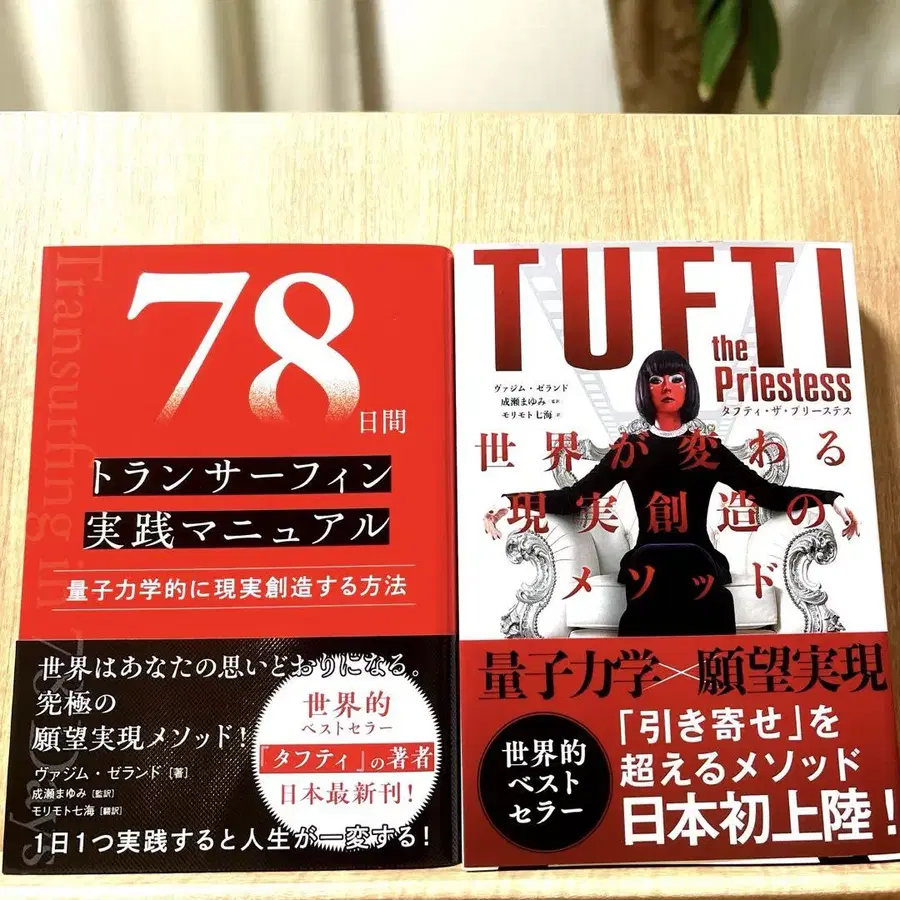 78
日間
トランサーフィン
実践マニュアル
量子力学的に現実創造する方法
Transurfing in 78 Days
世界はあなたの思いどおりになる。
究極の
願望実現メソッド!
ヴァジム・ゼランド [著]
成瀬まゆみ [監訳]
モリモト七海 [翻訳]
世界的
ベストセラー
「タフティ」の著者
日本最新刊!
1日1つ実践すると人生が一変する!
TUFTI
the
Priestess
タフティ・ザ・プリーステス
ヴァジム・ゼランド
成瀬まゆみ 監訳
モリモト七海 訳
世界が変わる
現実創造の
メソッド
量子力学×願望実現
世界的
ベスト
セラー
「引き寄せ」を
超えるメソッド
日本初上陸!